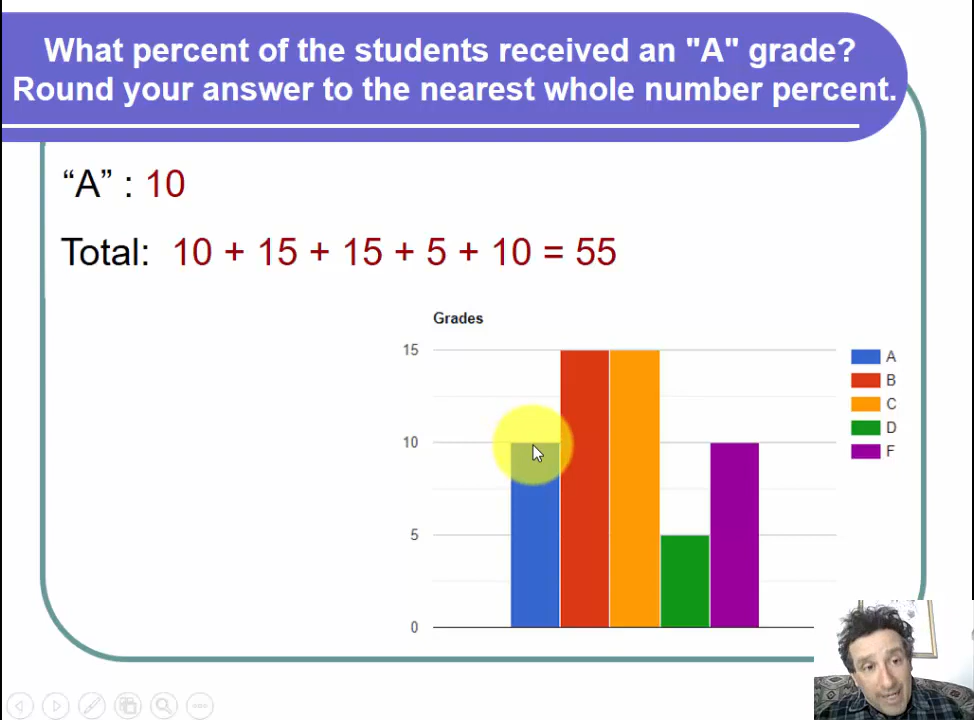 What percent of the students received an "A" grade?
Round your answer to the nearest whole number percent.
“A” : 10
Total: 10 + 15 + 15 + 5 + 10 = 55
Grades
15
10
5
0
A
B
C
D
F